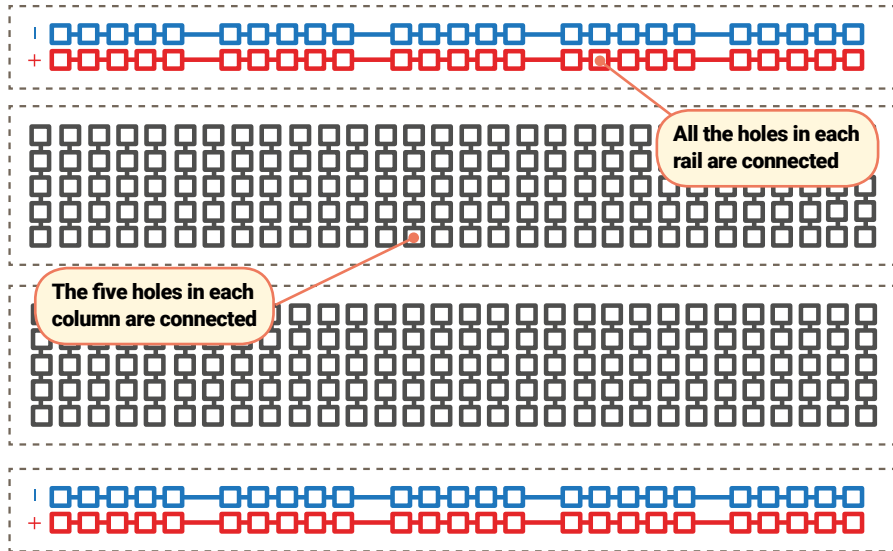 –
+
All the holes in each
rail are connected
The five holes in each
column are connected
–
+